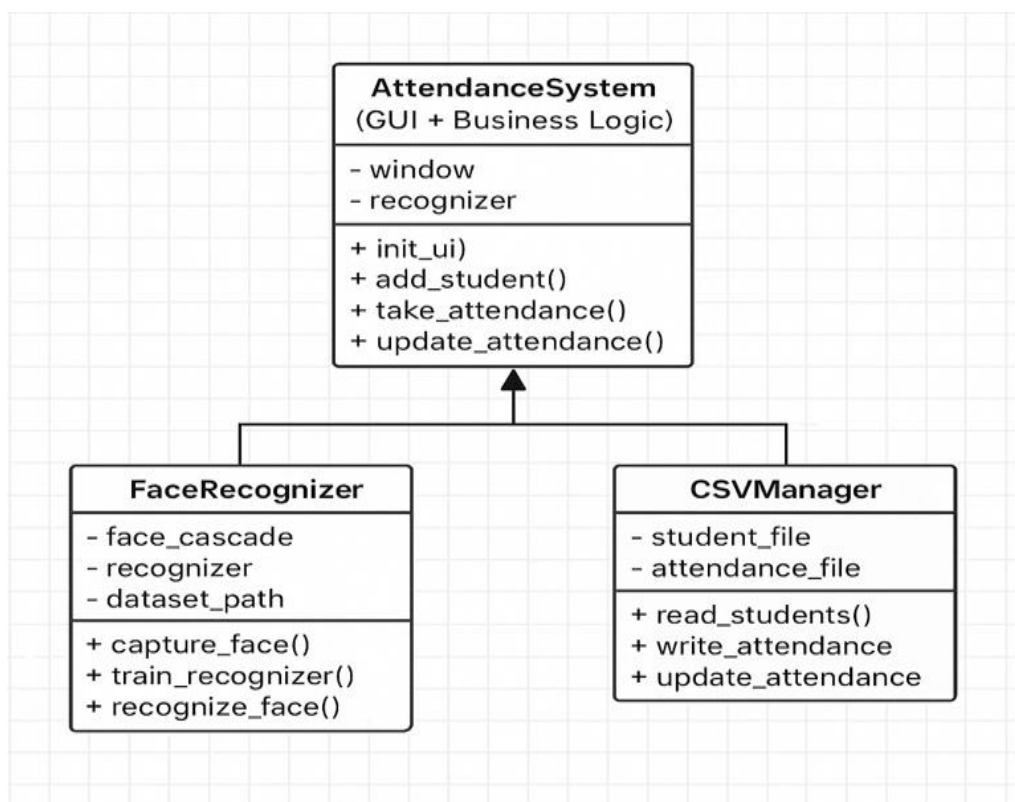 AttendanceSystem
(GUI + Business Logic)
- window
- recognizer
+ init_ui)
+ add_student()
+ take_attendance()
+ update_attendance()
FaceRecognizer
- face_cascade
- recognizer
- dataset_path
+ capture_face()
+ train_recognizer()
+ recognize_face()
CSVManager
- student_file
- attendance_file
+ read_students()
+ write_attendance
+ update_attendance